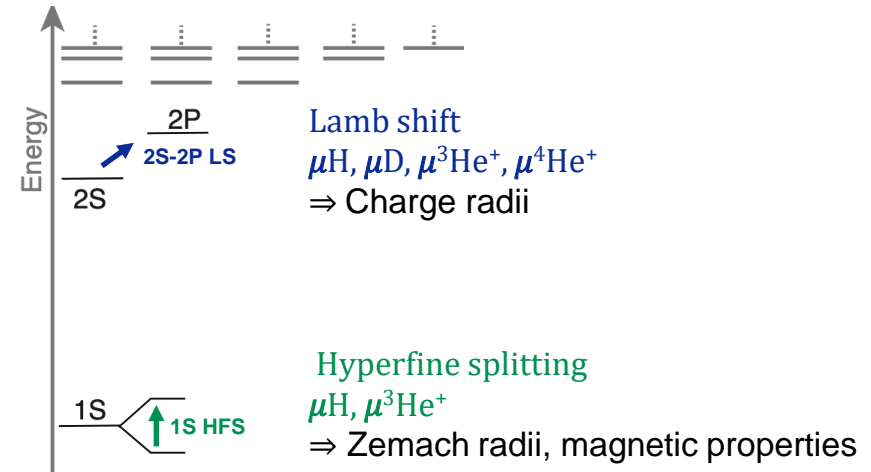 Energy
2P
Lamb shift
2S-2P LS
μH, μD, μ³He⁺, μ⁴He⁺
2S
⇒ Charge radii
Hyperfine splitting
1S
μH, μ³He⁺
1S HFS
⇒ Zemach radii, magnetic properties